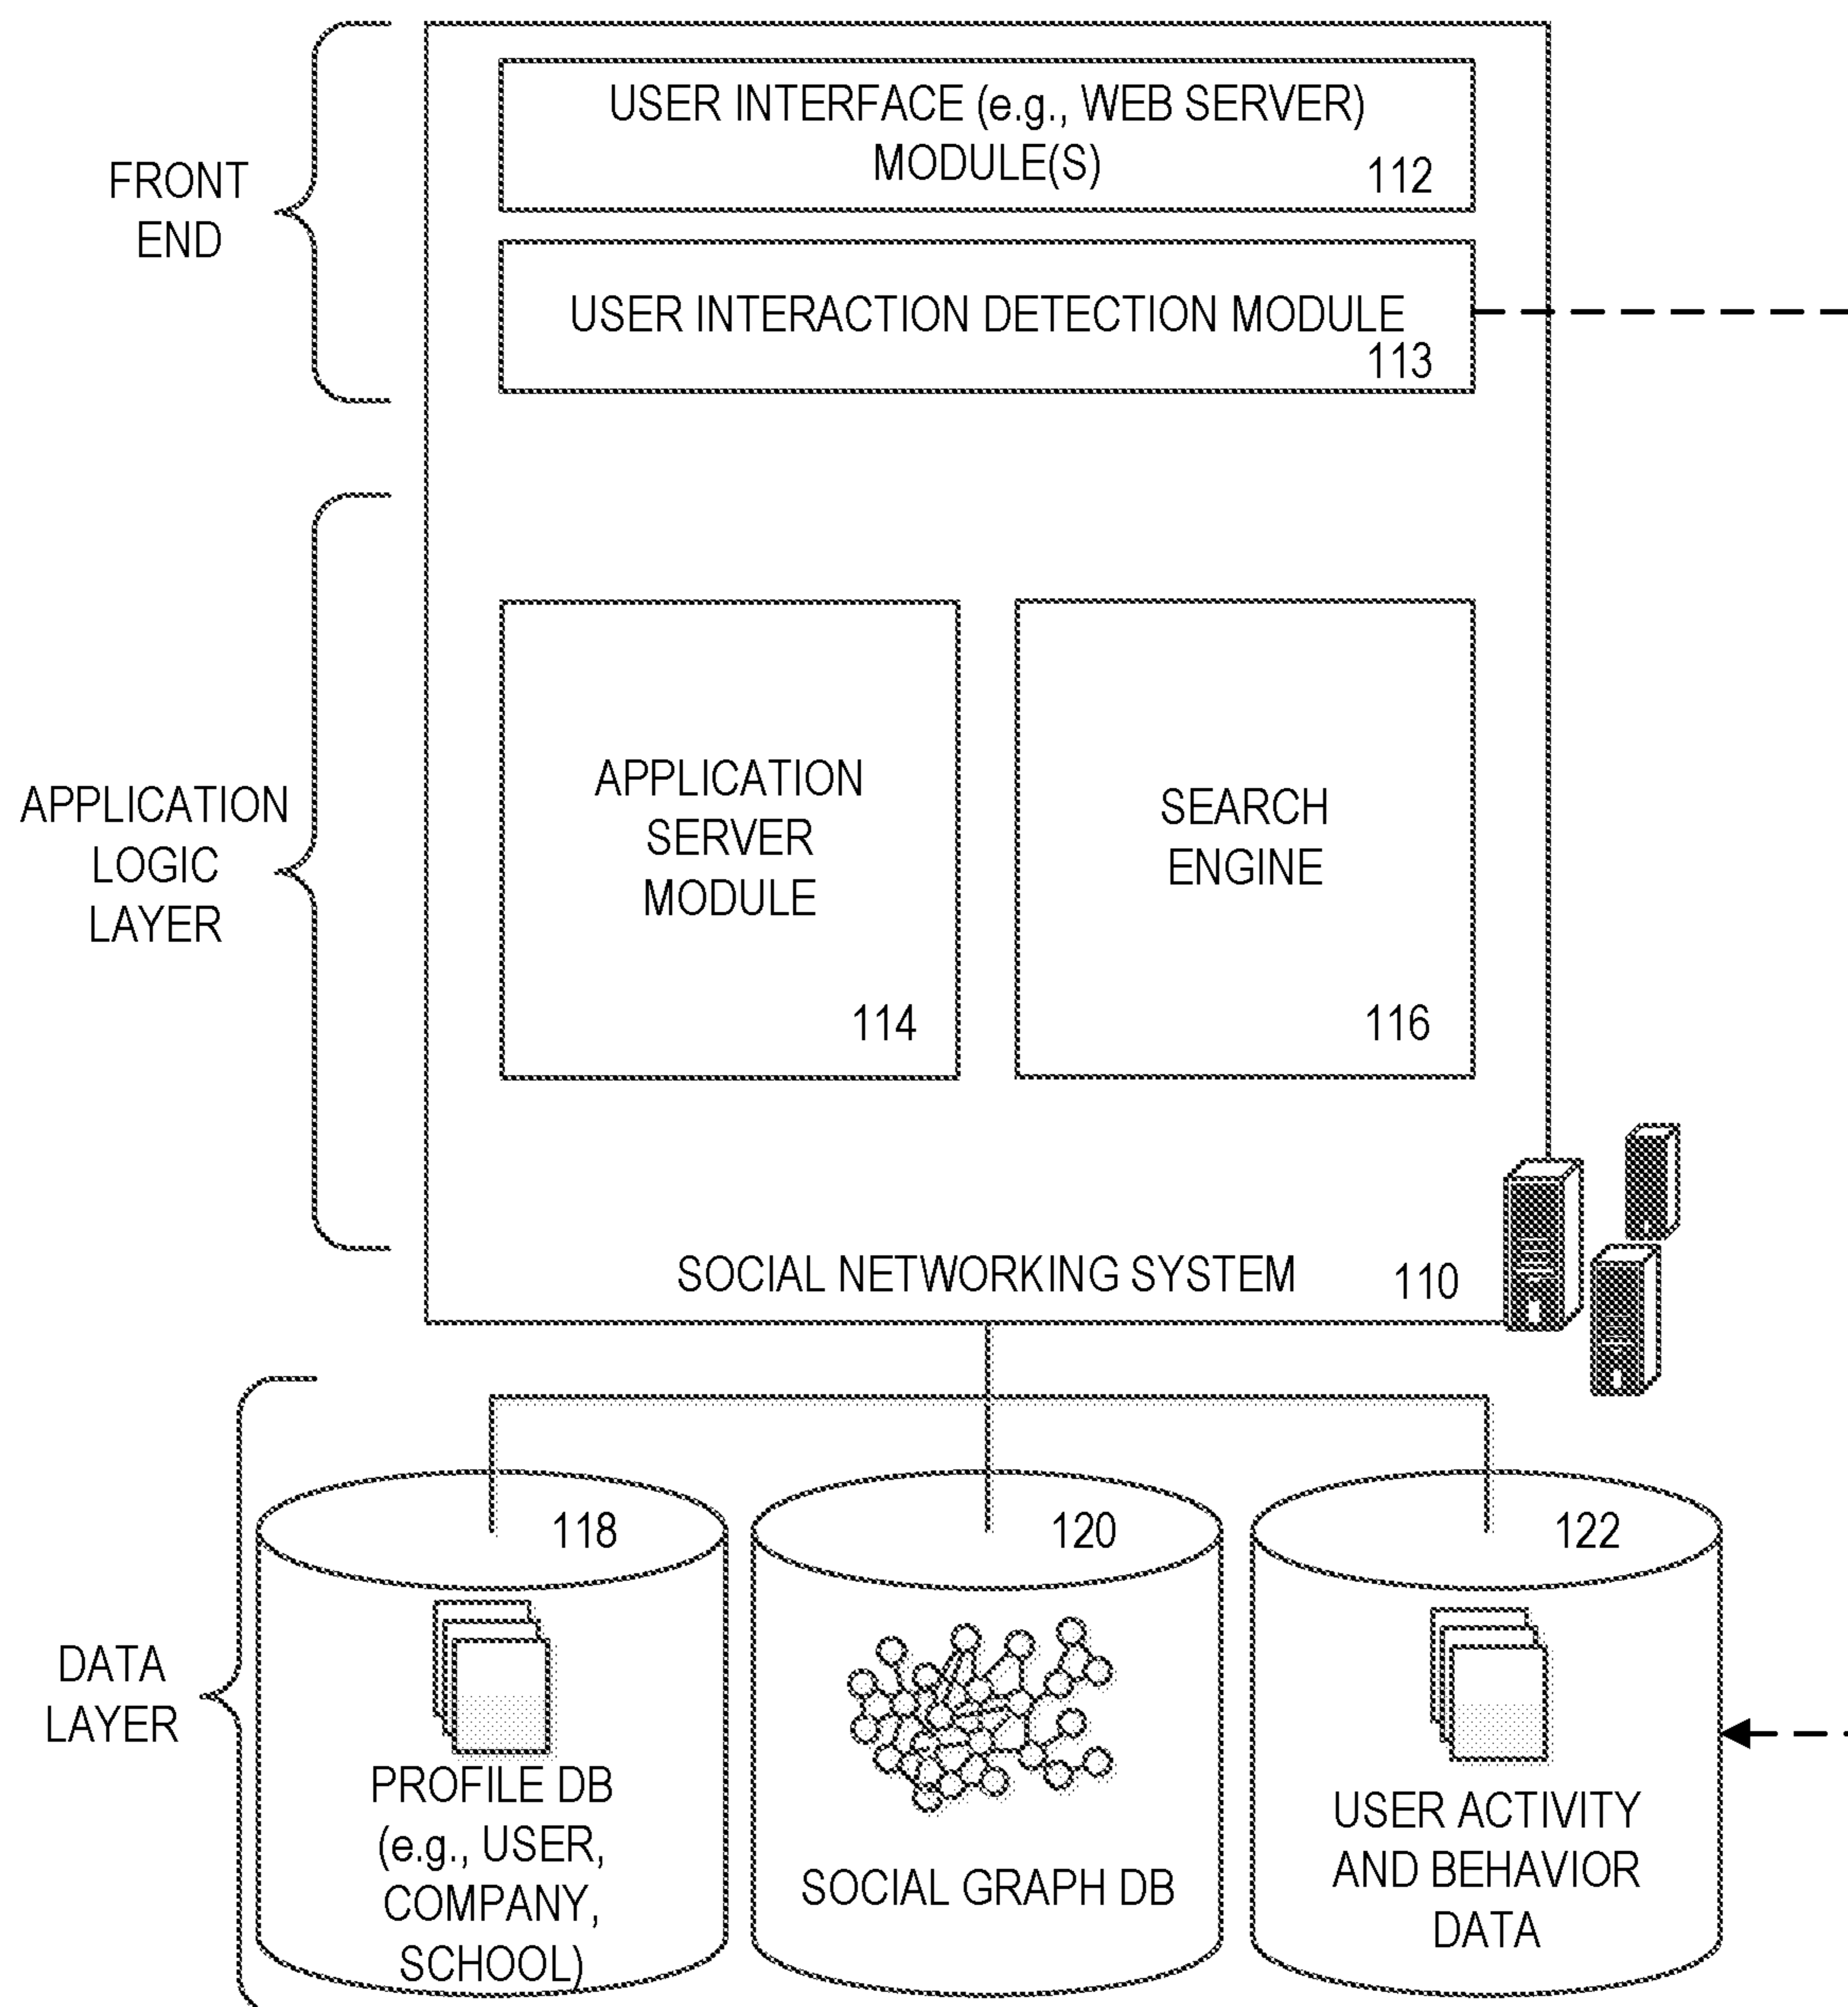 FRONT
END
USER INTERFACE (e.g., WEB SERVER)
MODULE(S)
112
USER INTERACTION DETECTION MODULE
113
APPLICATION
LOGIC
LAYER
APPLICATION
SERVER
MODULE
114
SEARCH
ENGINE
116
SOCIAL NETWORKING SYSTEM
110
DATA
LAYER
118
PROFILE DB
(e.g., USER,
COMPANY,
SCHOOL)
120
SOCIAL GRAPH DB
122
USER ACTIVITY
AND BEHAVIOR
DATA